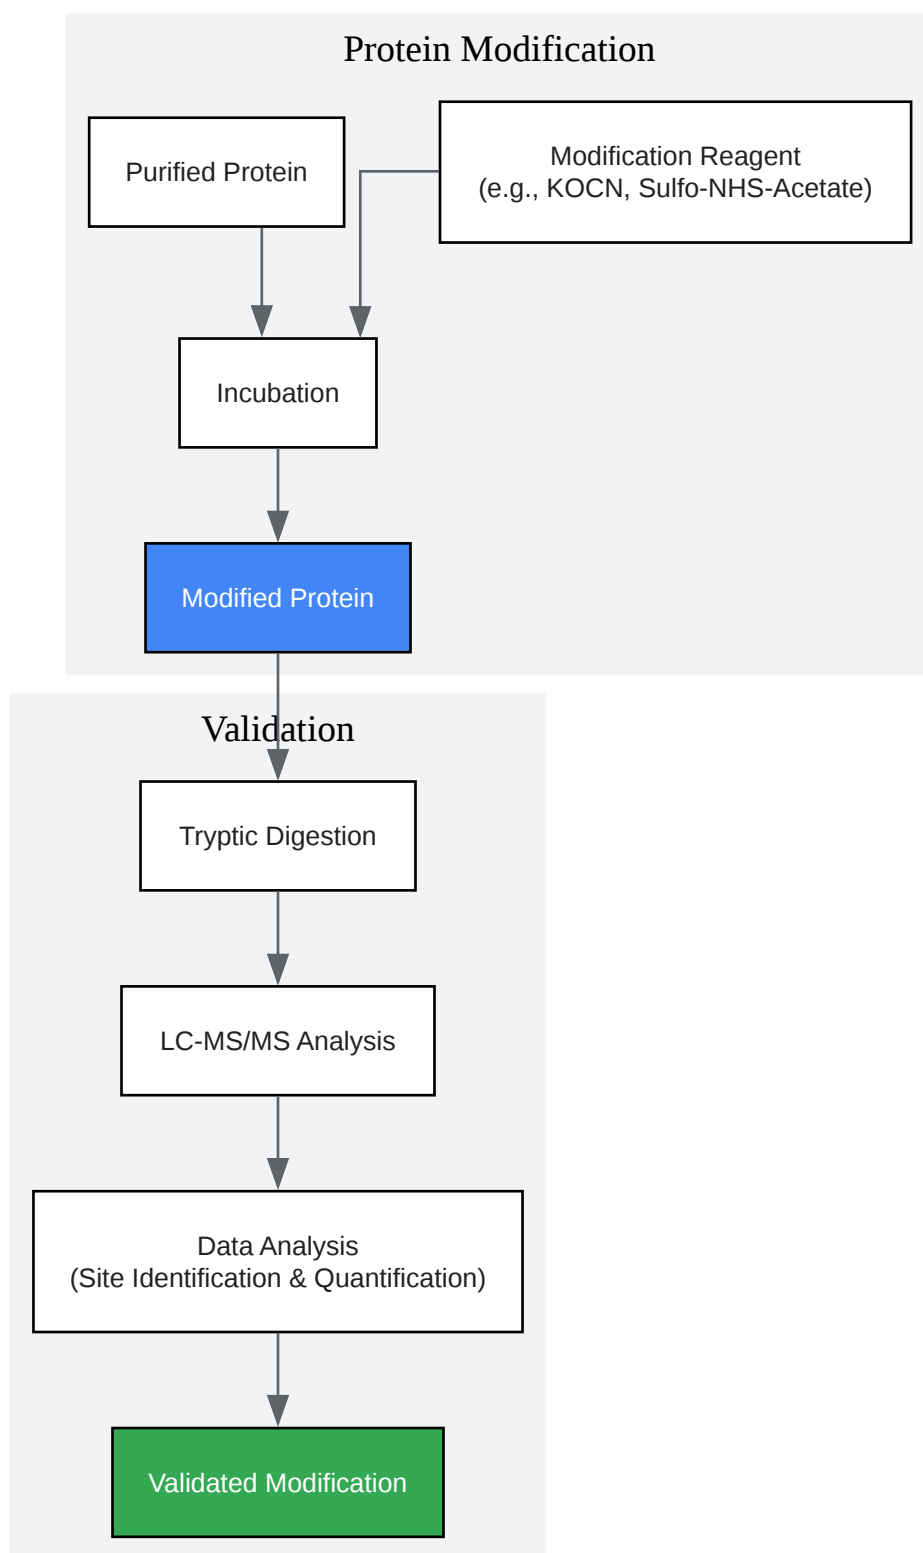 Protein Modification
Purified Protein
Modification Reagent
(e.g., KOCN, Sulfo-NHS-Acetate)
Incubation
Modified Protein
Validation
Tryptic Digestion
LC-MS/MS Analysis
Data Analysis
(Site Identification & Quantification)
Validated Modification